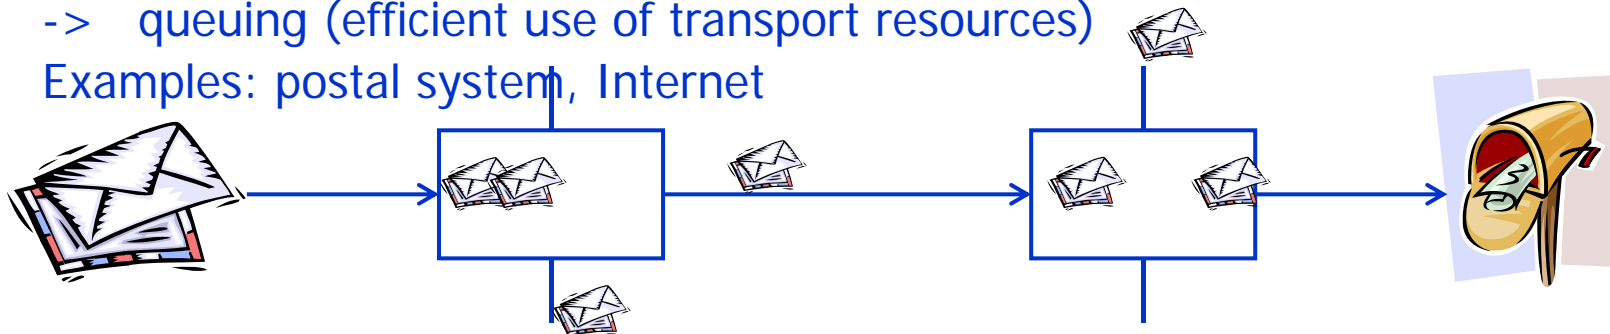 -> queuing (efficient use of transport resources)
Examples: postal system, Internet